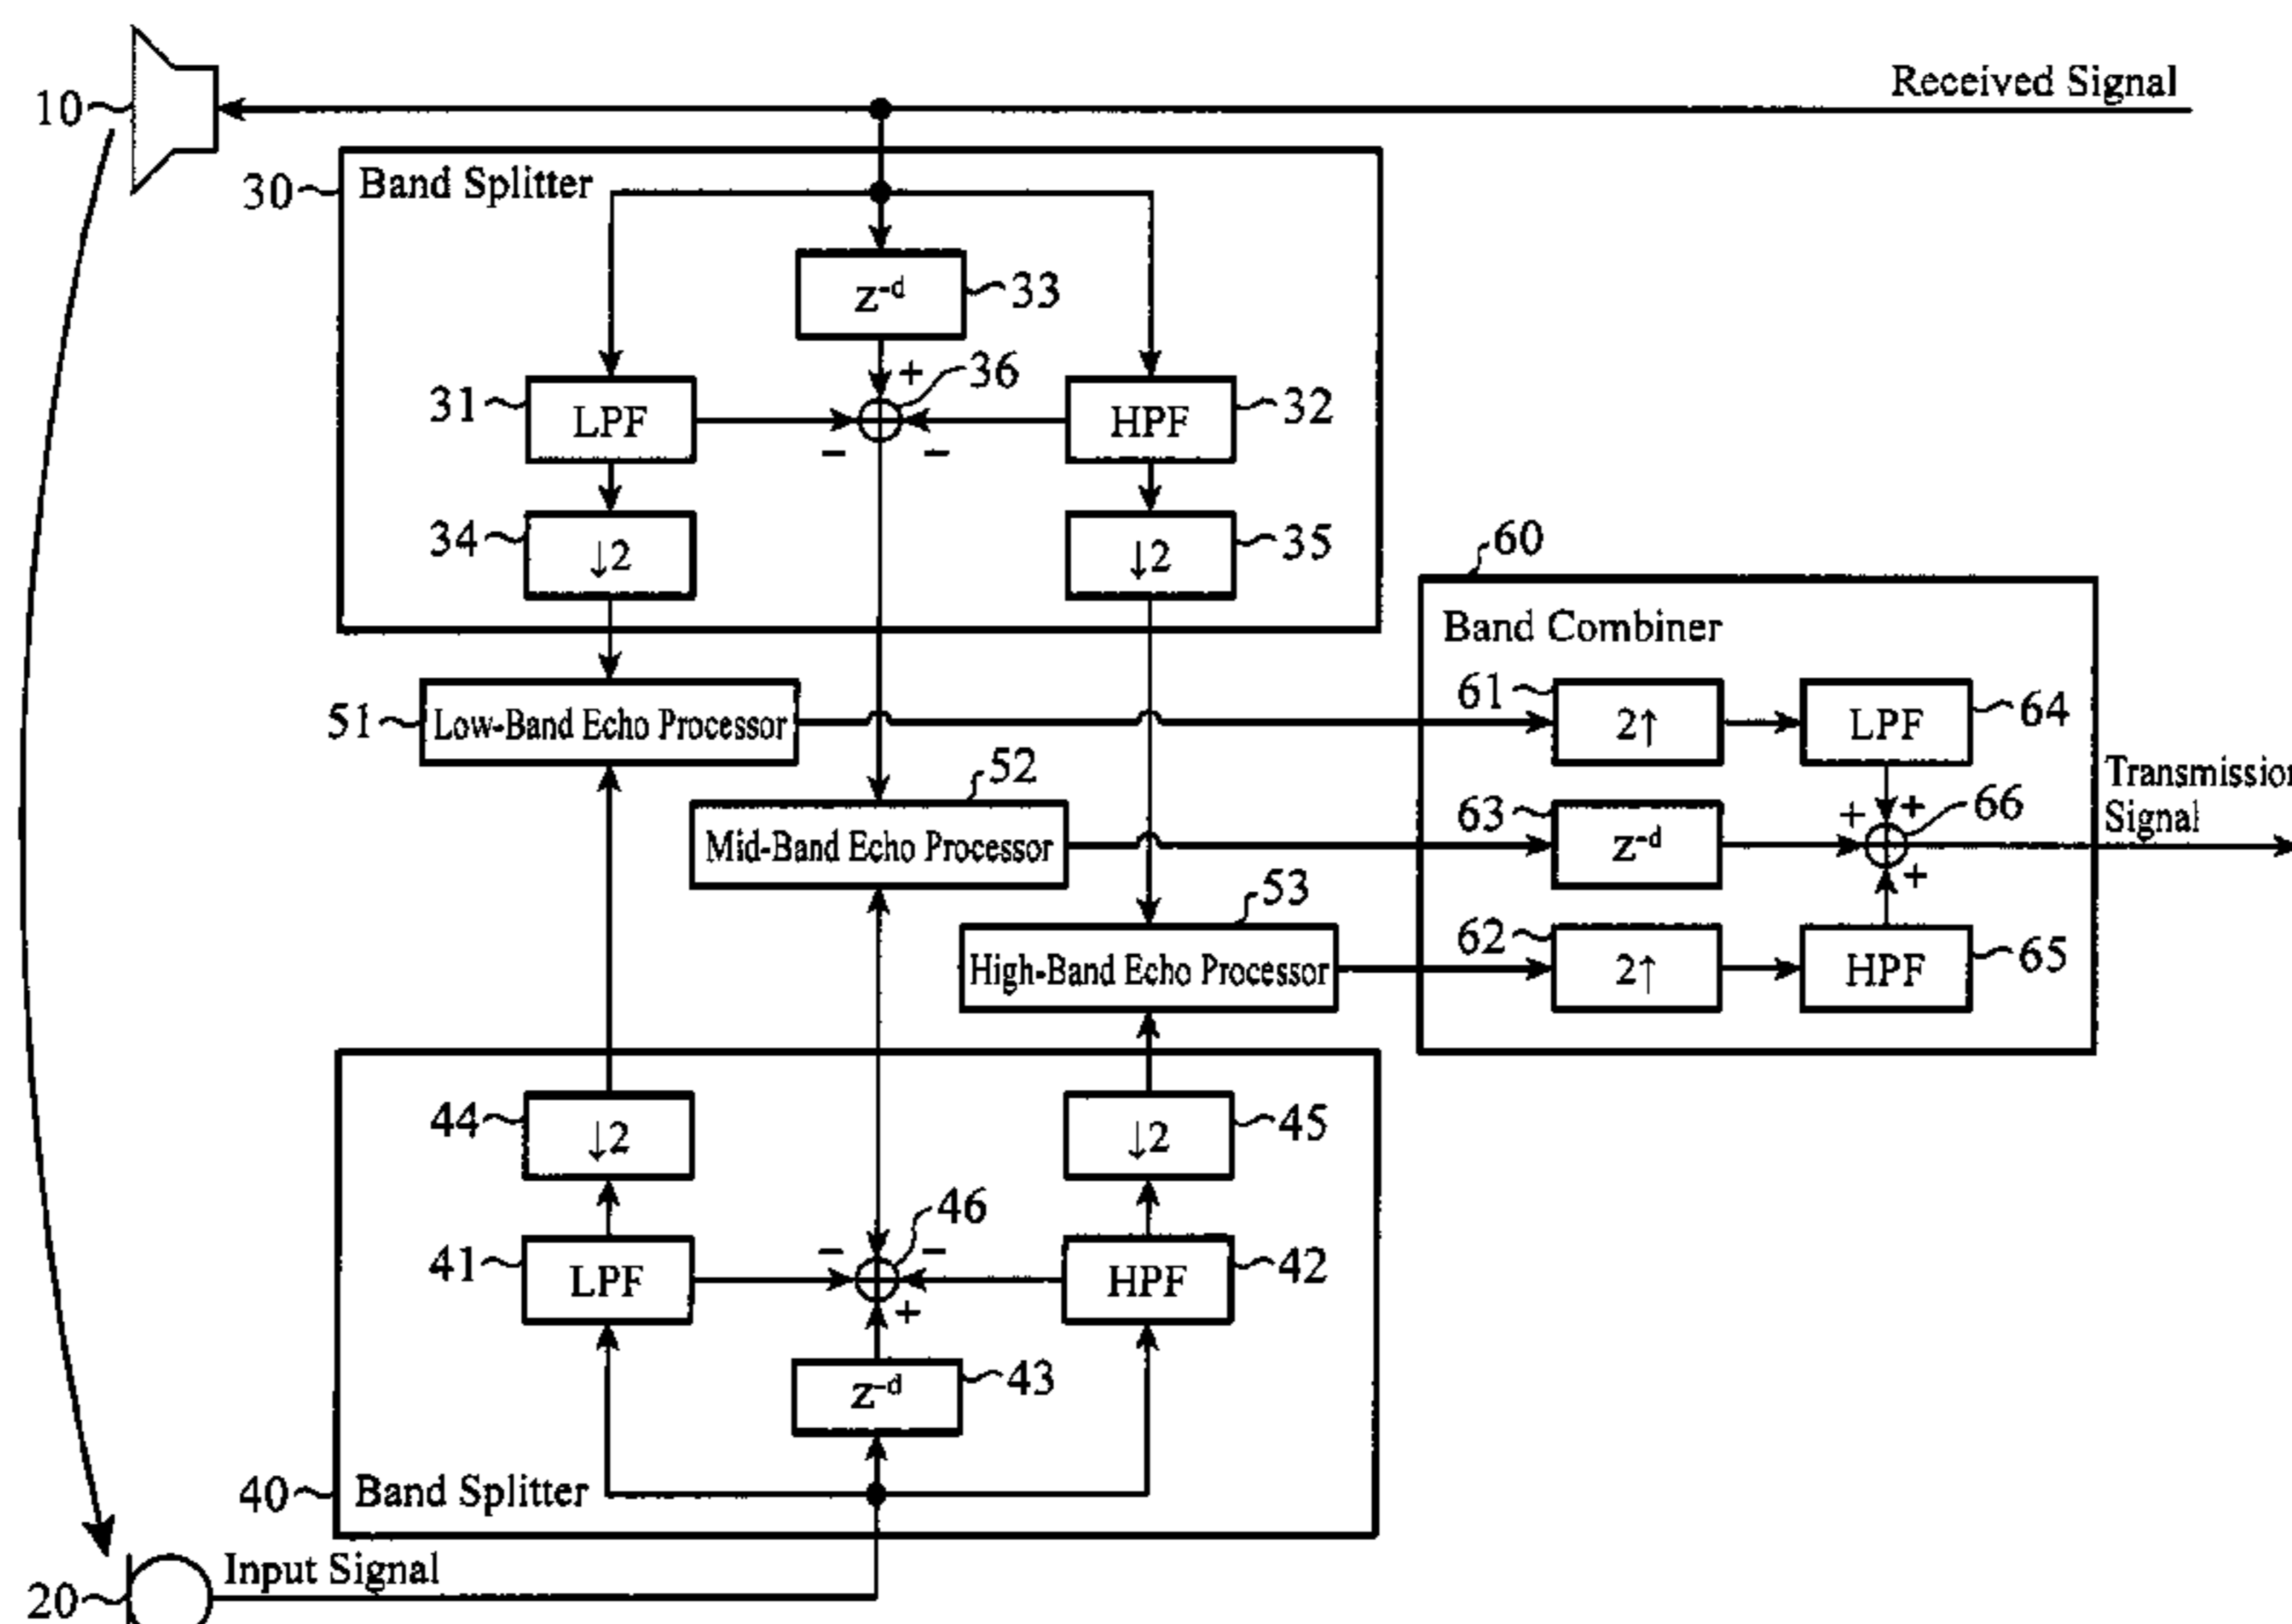 Received Signal
10
30
Band Splitter
z-d
33
+
36
31
LPF
HPF
32
−
−
34
↓2
↓2
35
60
Band Combiner
51
Low-Band Echo Processor
61
2↑
LPF
64
52
Mid-Band Echo Processor
63
z-d
+
+
66
+
Transmission
Signal
53
High-Band Echo Processor
62
2↑
HPF
65
44
↓2
↓2
45
46
41
LPF
−
−
+
HPF
42
z-d
43
40
Band Splitter
20
Input Signal